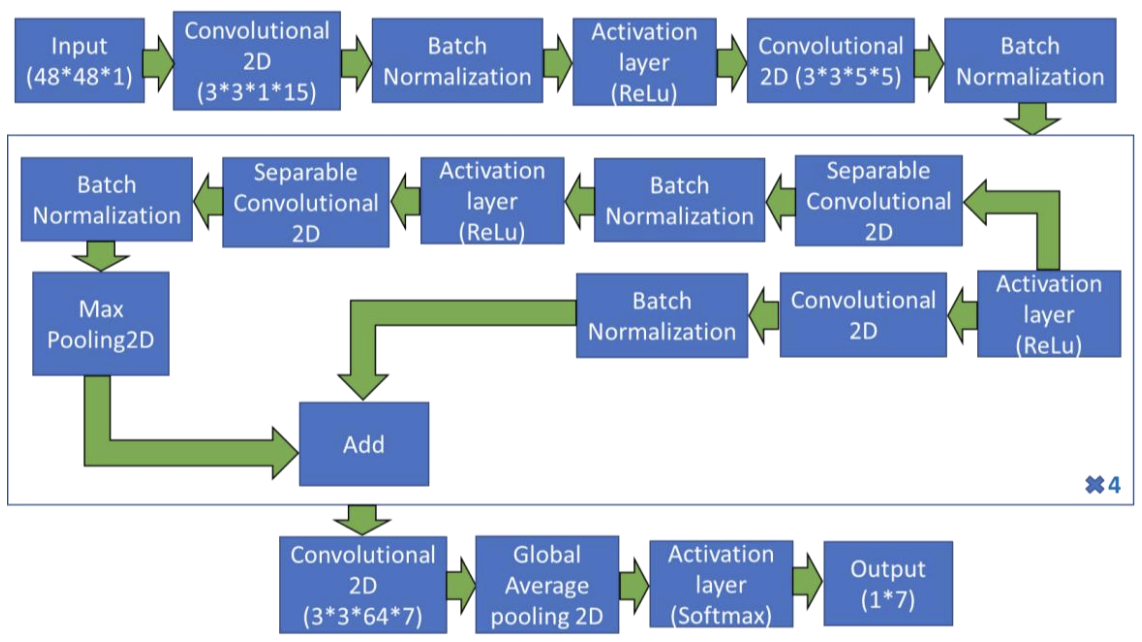 Input
(48*48*1)
Convolutional
2D
(3*3*1*15)
Batch
Normalization
Activation
layer
(ReLu)
Convolutional
2D (3*3*5*5)
Batch
Normalization
Batch
Normalization
Separable
Convolutional
2D
Activation
layer
(ReLu)
Batch
Normalization
Separable
Convolutional
2D
Max
Pooling2D
Batch
Normalization
Convolutional
2D
Activation
layer
(ReLu)
Add
✖4
Convolutional
2D
(3*3*64*7)
Global
Average
pooling 2D
Activation
layer
(Softmax)
Output
(1*7)